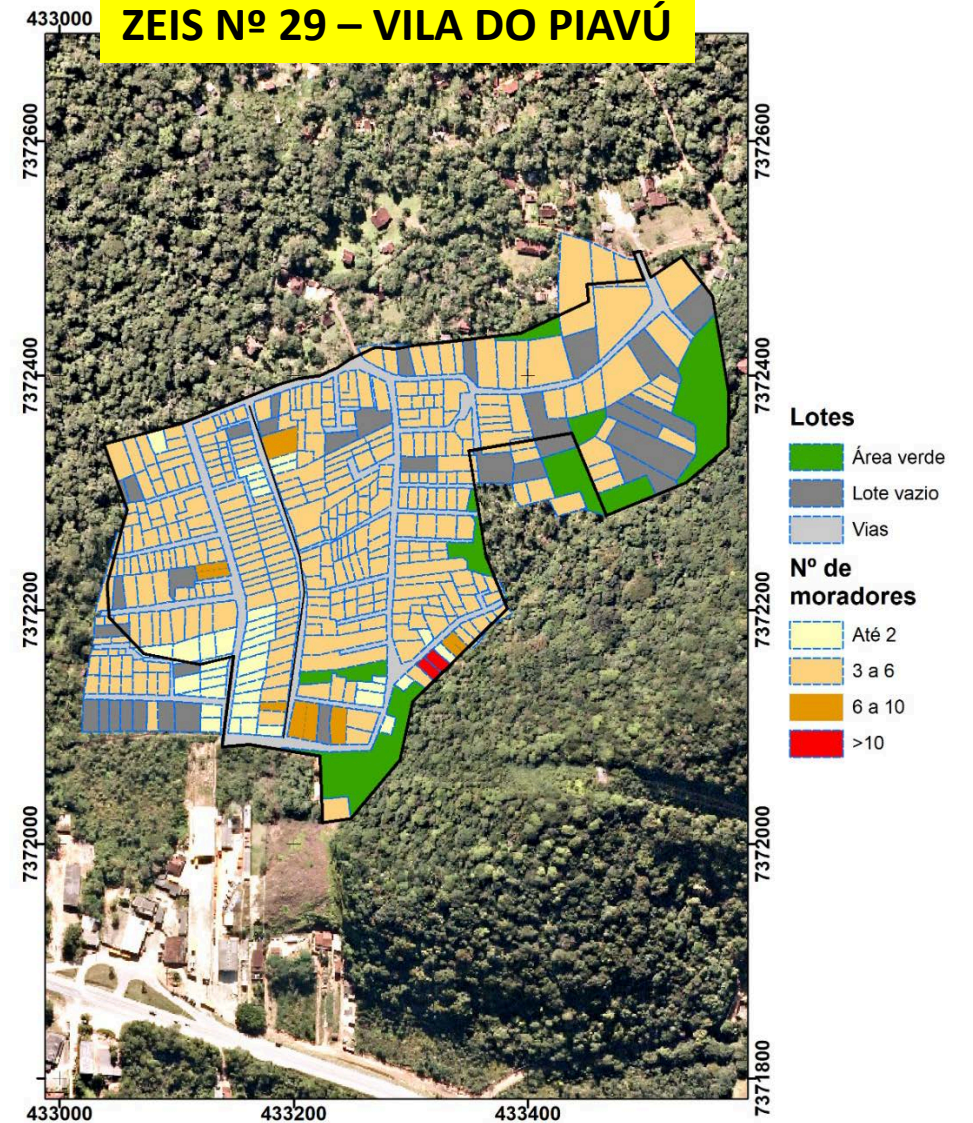 ZEIS Nº 29 – VILA DO PIAVÚ
433000
7372600
7372600
7372400
7372400
7372200
7372200
7372000
7372000
7371800
433000
433200
433400
Lotes
Área verde
Lote vazio
Vias
Nº de
moradores
Até 2
3 a 6
6 a 10
>10